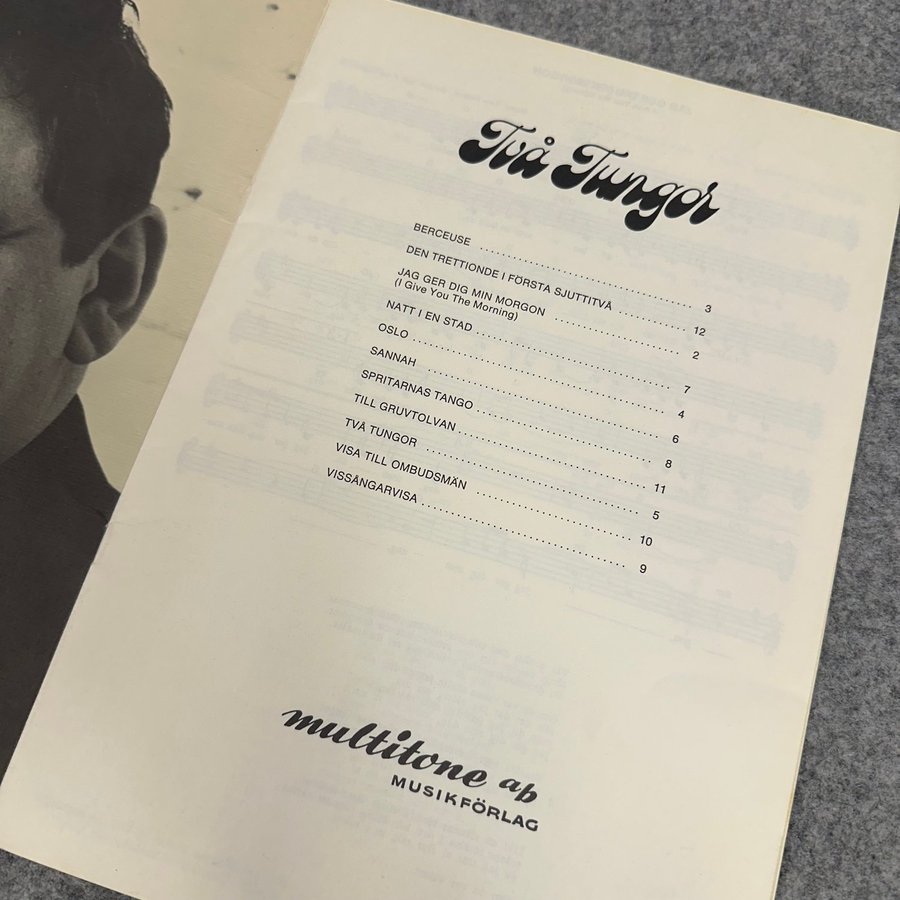 Två Tungor
BERCEUSE ........ 3
DEN TRETTIONDE I FÖRSTA SJUTTITVÅ ........ 12
JAG GER DIG MIN MORGON ........ 2
(I Give You The Morning)
NATT I EN STAD ........ 7
OSLO ........ 4
SANNAH ........ 6
SPRITARNAS TANGO ........ 8
TILL GRUVTOLVAN ........ 11
TVÅ TUNGOR ........ 5
VISA TILL OMBUDSMÄN ........ 10
VISSÅNGARVISA ........ 9
multitone ab
MUSIKFÖRLAG